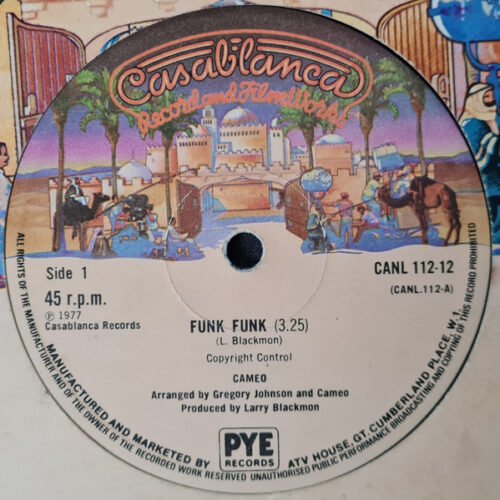 Casablanca
Record and FilmWorks
Side 1
45 r.p.m.
℗ 1977
Casablanca Records
CANL 112-12
(CANL.112-A)
FUNK FUNK (3.25)
(L. Blackmon)
Copyright Control
CAMEO
Arranged by Gregory Johnson and Cameo
Produced by Larry Blackmon
PYE
RECORDS
MANUFACTURED AND MARKETED BY
ATV HOUSE, GT. CUMBERLAND PLACE, W.1.
ALL RIGHTS OF THE MANUFACTURER AND OF THE OWNER OF THE RECORDED WORK RESERVED UNAUTHORISED PUBLIC PERFORMANCE BROADCASTING AND COPYING OF THIS RECORD PROHIBITED